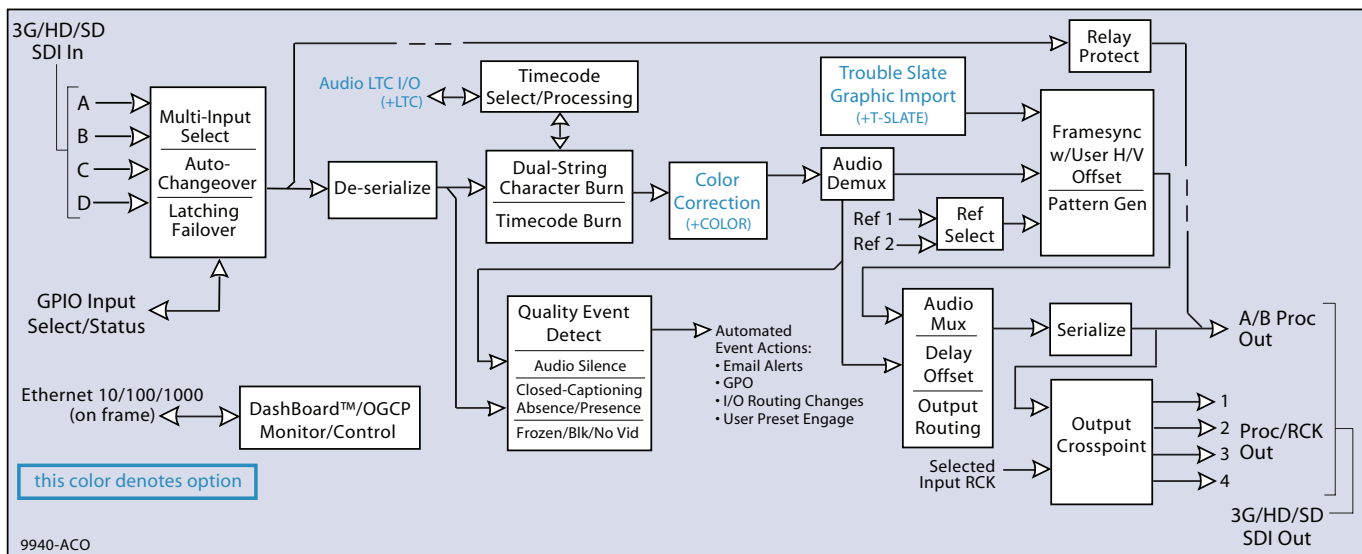 3G/HD/SD
SDI In
A
B
C
D
Multi-Input
Select
Auto-
Changeover
Latching
Failover
GPIO Input
Select/Status
De-serialize
Audio LTC I/O
(+LTC)
Timecode
Select/Processing
Dual-String
Character Burn
Timecode Burn
Color
Correction
(+COLOR)
Trouble Slate
Graphic Import
(+T-SLATE)
Audio
Demux
Ref 1
Ref 2
Ref
Select
Relay
Protect
Framesync
w/User H/V
Offset
Pattern Gen
Quality Event
Detect
Audio Silence
Closed-Captioning
Absence/Presence
Frozen/Blk/No Vid
Automated
Event Actions:
• Email Alerts
• GPO
• I/O Routing Changes
• User Preset Engage
Audio
Mux
Delay
Offset
Output
Routing
Serialize
A/B Proc
Out
Selected
Input RCK
Output
Crosspoint
1
2
3
4
Proc/RCK
Out
3G/HD/SD
SDI Out
Ethernet 10/100/1000
(on frame)
DashBoard™/OGCP
Monitor/Control
this color denotes option
9940-ACO